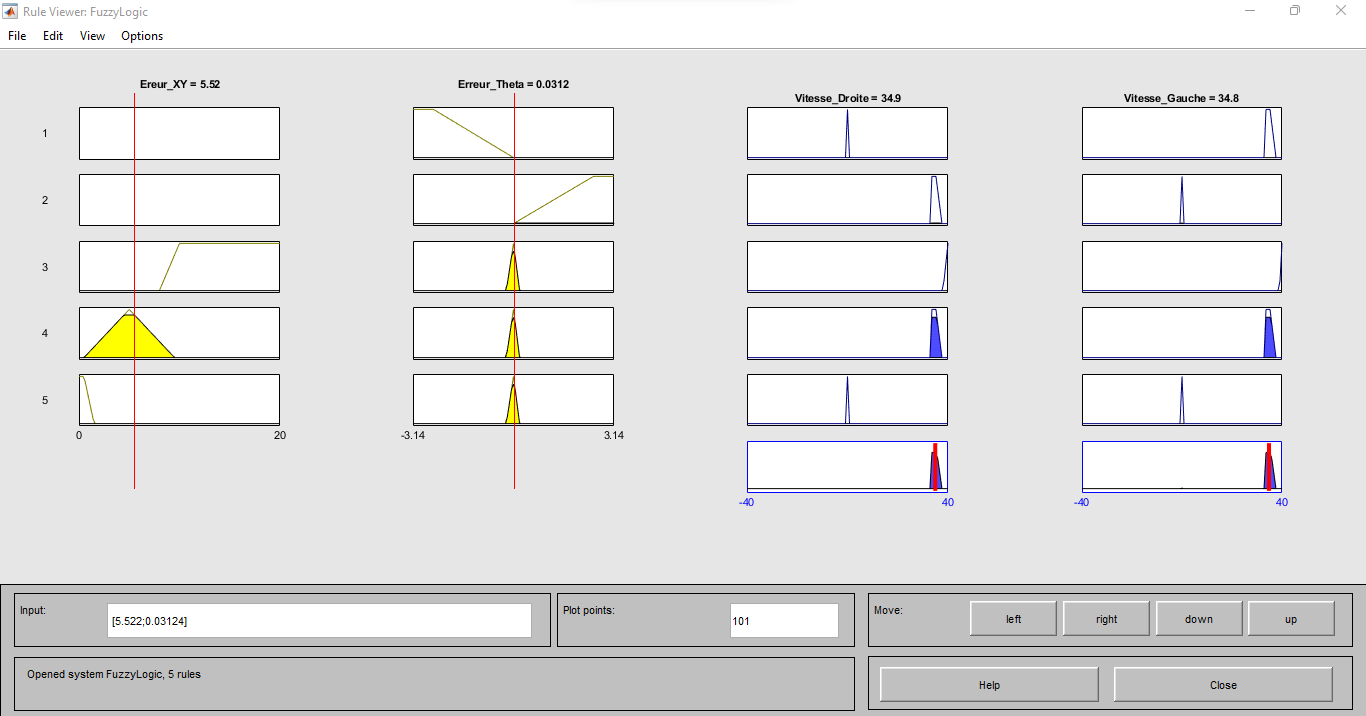 Rule Viewer: FuzzyLogic
File Edit View Options
Ereur_XY = 5.52
Erreur_Theta = 0.0312
Vitesse_Droite = 34.9
Vitesse_Gauche = 34.8
1
2
3
4
5
0 20
-3.14 3.14
-40 40
-40 40
Input:
[5.522;0.03124]
Plot points:
101
Move:
left right down up
Opened system FuzzyLogic, 5 rules
Help Close